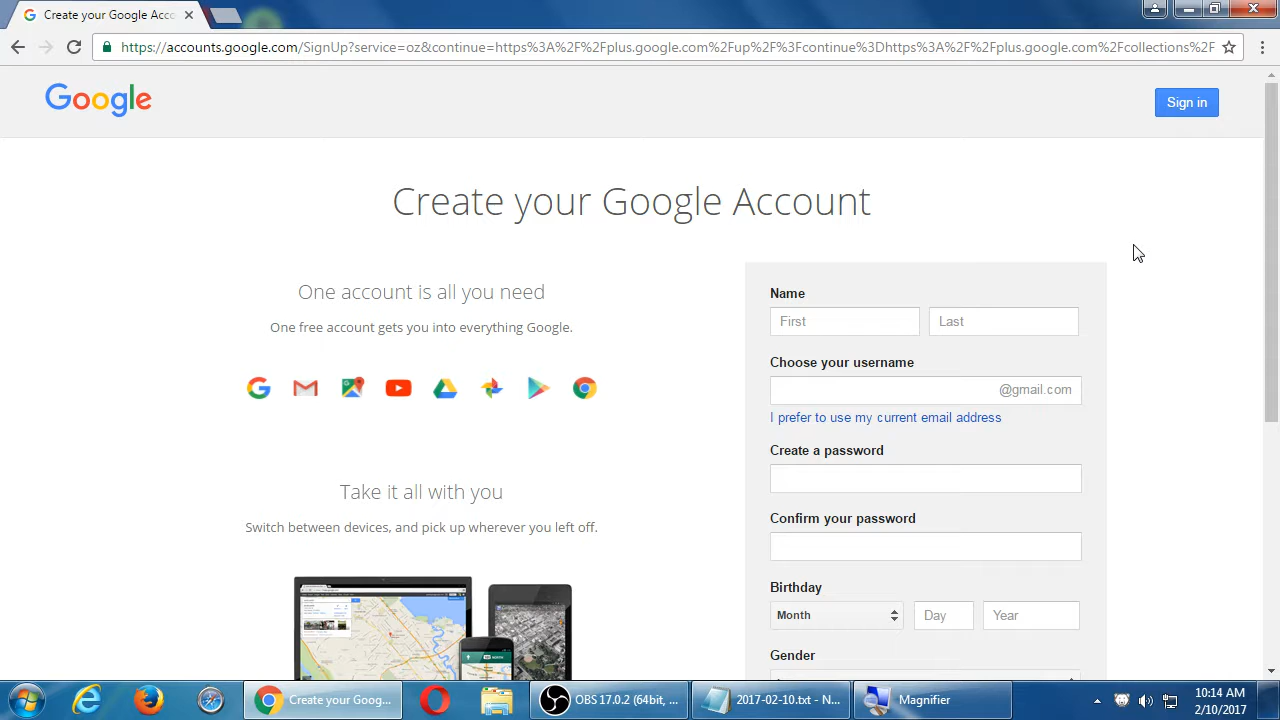 Create your Google Acco
https://accounts.google.com/SignUp?service=oz&continue=https%3A%2F%2Fplus.google.com%2Fup%2F%3Fcontinue%3Dhttps%3A%2F%2Fplus.google.com%2Fcollections%2F
Google
Sign in
Create your Google Account
One account is all you need
One free account gets you into everything Google.
Take it all with you
Switch between devices, and pick up wherever you left off.
Name
First
Last
Choose your username
@gmail.com
I prefer to use my current email address
Create a password
Confirm your password
Birthday
Month
Day
Year
Gender
Create your Goog...
OBS 17.0.2 (64bit, ...
2017-02-10.txt - N...
Magnifier
10:14 AM
2/10/2017